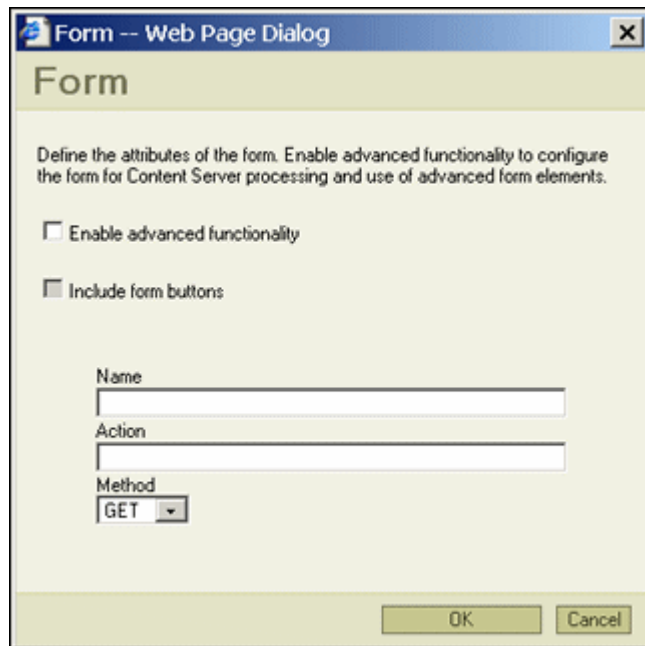 Form -- Web Page Dialog
Form
Define the attributes of the form. Enable advanced functionality to configure
the form for Content Server processing and use of advanced form elements.
Enable advanced functionality
Include form buttons
Name
Action
Method
GET
OK Cancel